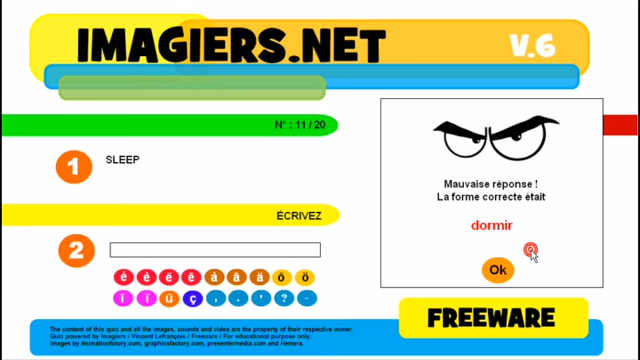 IMAGIERS.NET
V.6
N° : 11 / 20
1
SLEEP
ÉCRIVEZ
2
é è ë ê à â ä ô ö
î ï û ç , . ' ? -
Mauvaise réponse !
La forme correcte était
dormir
Ok
FREEWARE
The content of this quiz and all the images, sounds and video are the property of their respective owner.
Quiz powered by Imagiers / Vincent Lefrançois / Freeware / For educational purpose only.
Images by Animationfctory.com, graphicsfactory.com, presentermedia.com and Hemera.